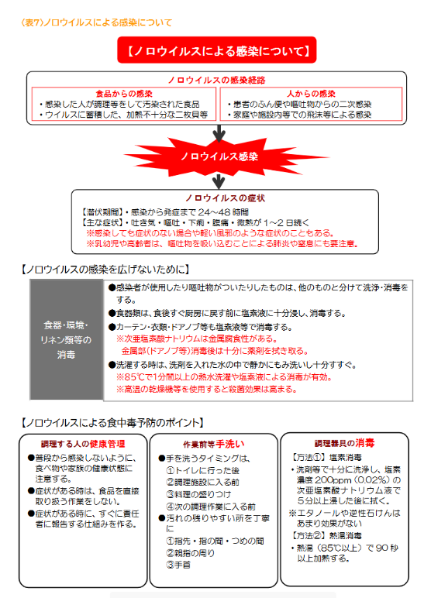 〈表7〉ノロウイルスによる感染について
【ノロウイルスによる感染について】
ノロウイルスの感染経路
食品からの感染
・感染した人が調理等をして汚染された食品
・ウイルスに蓄積した、加熱不十分な二枚貝等
人からの感染
・患者のふん便や嘔吐物からの二次感染
・家庭や施設内等での飛沫等による感染
ノロウイルス感染
ノロウイルスの症状
【潜伏期間】・感染から発症まで24～48時間
【主な症状】・吐き気・嘔吐・下痢・腹痛・微熱が1～2日続く
※感染しても症状のない場合や軽い風邪のような症状のこともある。
※乳幼児や高齢者は、嘔吐物を吸い込むことによる肺炎や窒息にも要注意。
【ノロウイルスの感染を広げないために】
食器・環境・
リネン類等の
消毒
●感染者が使用したり嘔吐物がついたりしたものは、他のものと分けて洗浄・消毒を
する。
●食器類は、食後すぐ厨房に戻す前に塩素液に十分浸し、消毒する。
●カーテン・衣類・ドアノブ等も塩素液等で消毒する。
※次亜塩素酸ナトリウムは金属腐食性がある。
金属部(ドアノブ等)消毒後は十分に薬剤を拭き取る。
●洗濯する時は、洗剤を入れた水の中で静かにもみ洗いし十分すすぐ。
※85℃で1分間以上の熱水洗濯や塩素液による消毒が有効。
※高温の乾燥機等を使用すると殺菌効果は高まる。
【ノロウイルスによる食中毒予防のポイント】
調理する人の健康管理
●普段から感染しないように、
食べ物や家族の健康状態に
注意する。
●症状がある時は、食品を直接
取り扱う作業をしない。
●症状がある時に、すぐに責任
者に報告する仕組みを作る。
作業前等手洗い
●手を洗うタイミングは、
①トイレに行った後
②調理施設に入る前
③料理の盛りつけ
④次の調理作業に入る前
●汚れの残りやすい所を丁寧
に
①指先・指の間・つめの間
②親指の周り
③手首
調理器具の消毒
【方法①】塩素消毒
・洗剤等で十分に洗浄し、塩素
濃度200ppm(0.02%)の
次亜塩素酸ナトリウム液で
5分以上浸した後に拭く。
※エタノールや逆性石けんは
あまり効果がない
【方法②】熱湯消毒
・熱湯(85℃以上)で90秒
以上加熱する。